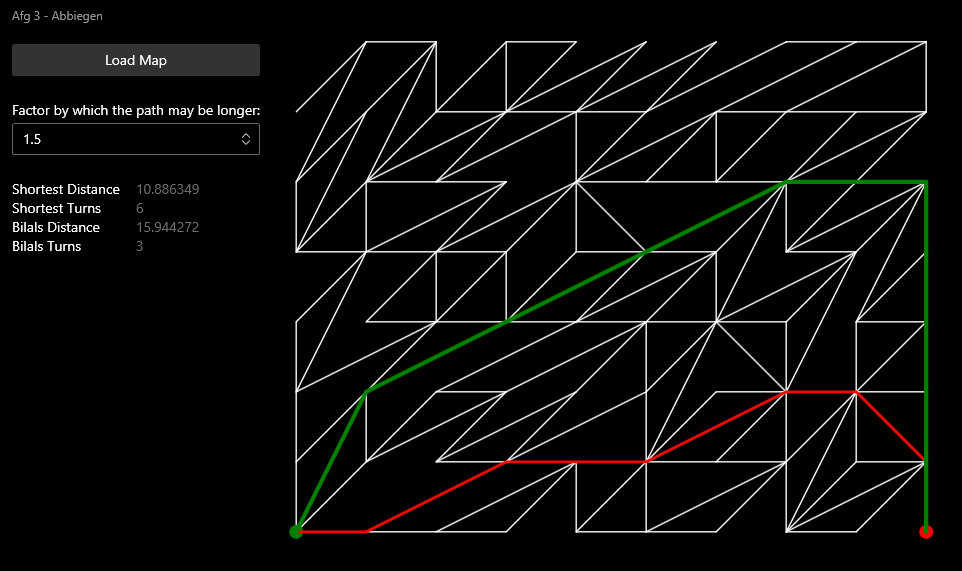 Afg 3 - Abbiegen
Load Map
Factor by which the path may be longer:
1.5
Shortest Distance 10.886349
Shortest Turns 6
Bilals Distance 15.944272
Bilals Turns 3